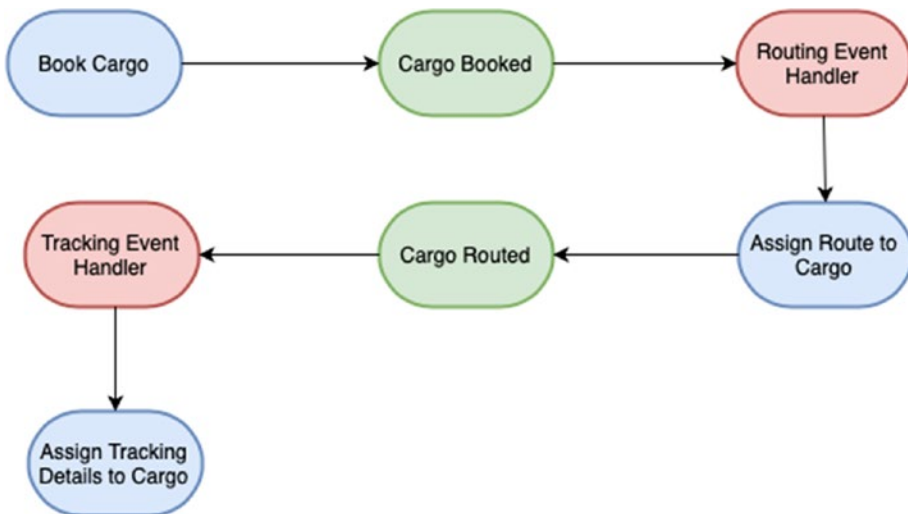 Book Cargo
Cargo Booked
Routing Event
Handler
Assign Route to
Cargo
Cargo Routed
Tracking Event
Handler
Assign Tracking
Details to Cargo